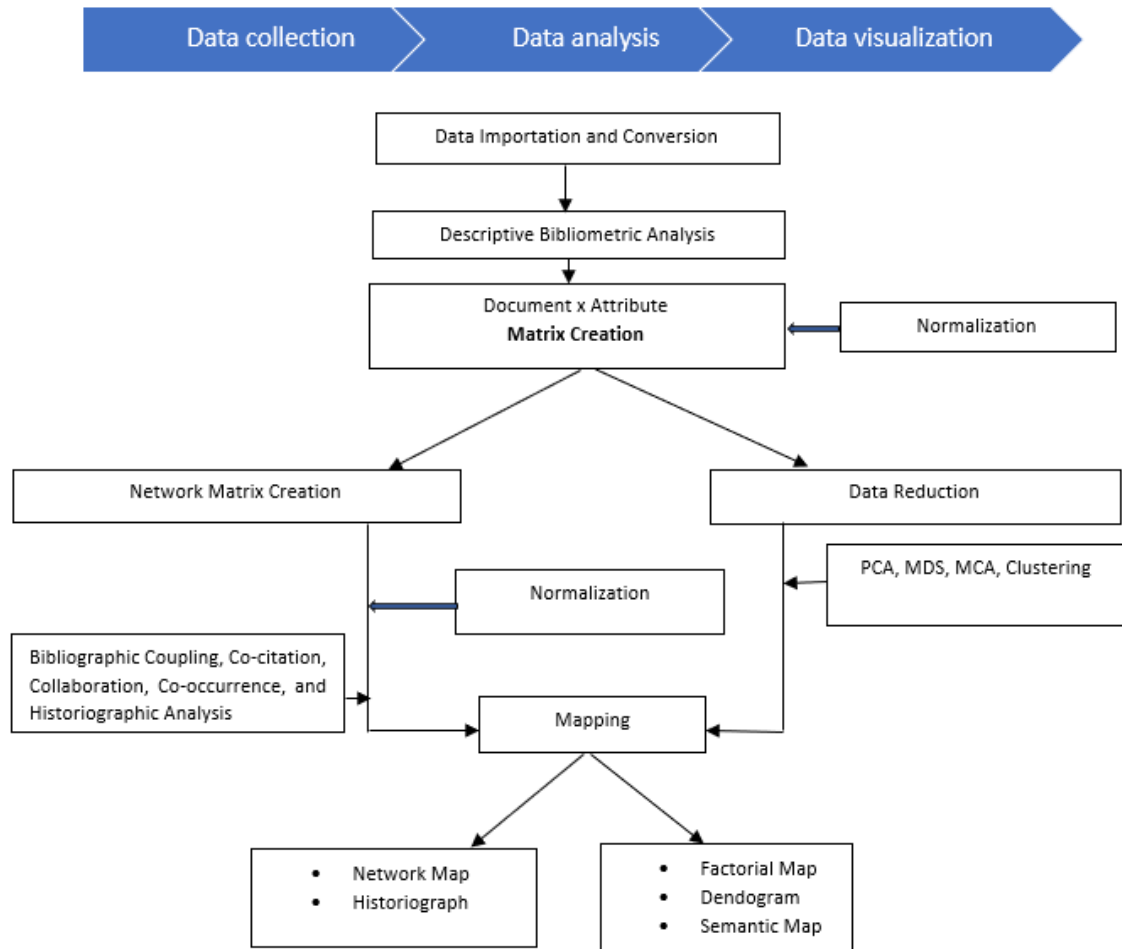 Data collection
Data analysis
Data visualization
Data Importation and Conversion
Descriptive Bibliometric Analysis
Document x Attribute
Matrix Creation
Normalization
Network Matrix Creation
Data Reduction
PCA, MDS, MCA, Clustering
Normalization
Bibliographic Coupling, Co-citation,
Collaboration, Co-occurrence, and
Historiographic Analysis
Mapping
• Network Map
• Historiograph
• Factorial Map
• Dendogram
• Semantic Map